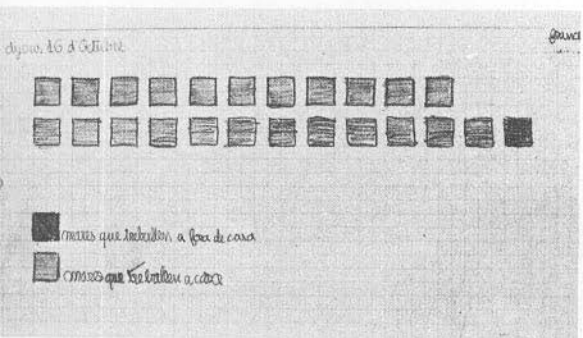 dijous, 16 d Octubre
mares que treballen a fora de casa
mares que treballen a casa